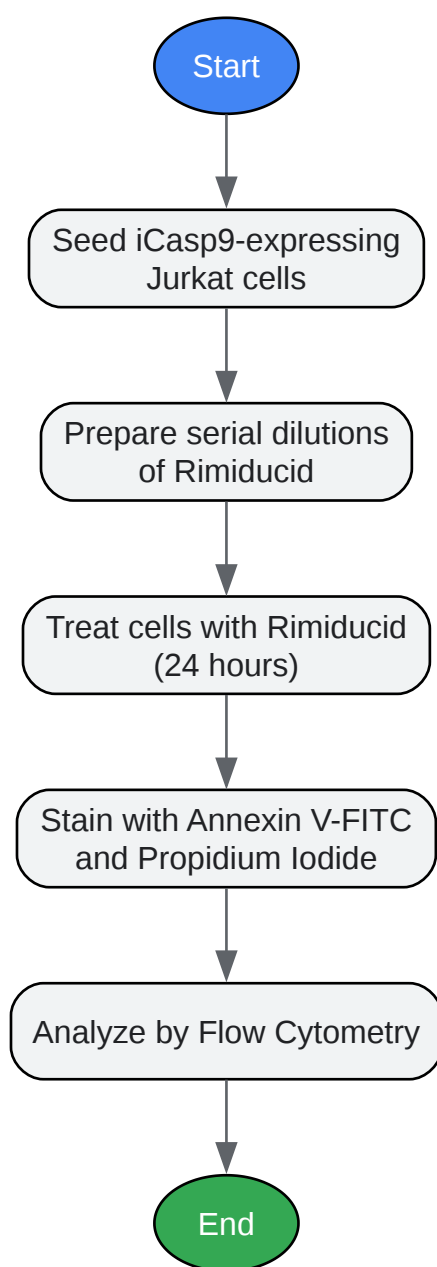 Start
Seed iCasp9-expressing
Jurkat cells
Prepare serial dilutions
of Rimiducid
Treat cells with Rimiducid
(24 hours)
Stain with Annexin V-FITC
and Propidium Iodide
Analyze by Flow Cytometry
End